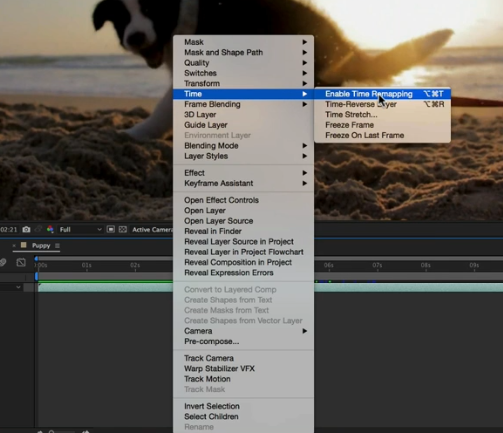 Mask
Mask and Shape Path
Quality
Switches
Transform
Time
Enable Time Remapping ⌥⌘T
Frame Blending
Time-Reverse Layer ⌥⌘R
3D Layer
Time Stretch...
Guide Layer
Freeze Frame
Environment Layer
Freeze On Last Frame
Blending Mode
Layer Styles
Effect
Keyframe Assistant
Open Effect Controls
Open Layer
Open Layer Source
Reveal in Finder
Reveal Layer Source in Project
Reveal Layer in Project Flowchart
Reveal Composition in Project
Reveal Expression Errors
Convert to Layered Comp
Create Shapes from Text
Create Masks from Text
Create Shapes from Vector Layer
Camera
Pre-compose...
Track Camera
Warp Stabilizer VFX
Track Motion
Track Mask
Invert Selection
Select Children
Rename
02:21 Full Active Camera
Puppy
:00s 01s 02s 06s 07s 08s 09s